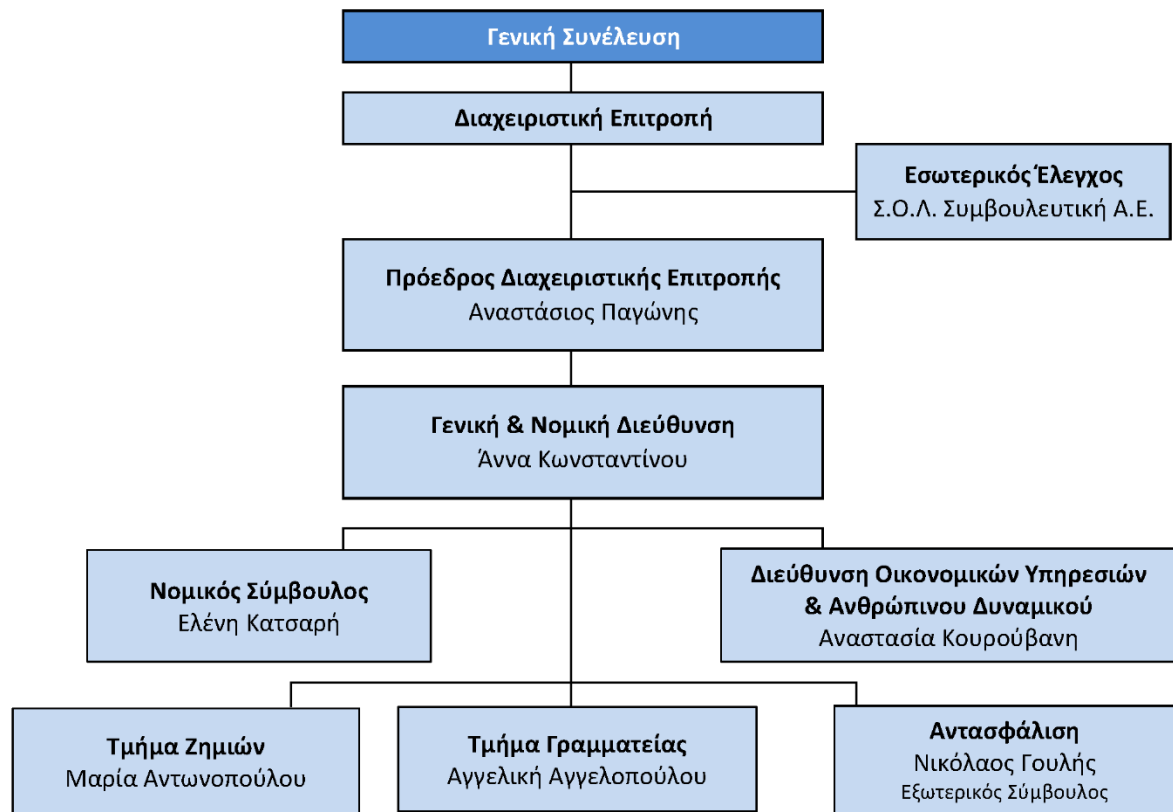 Γενική Συνέλευση
Διαχειριστική Επιτροπή
Εσωτερικός Έλεγχος
Σ.Ο.Λ. Συμβουλευτική Α.Ε.
Πρόεδρος Διαχειριστικής Επιτροπής
Αναστάσιος Παγώνης
Γενική & Νομική Διεύθυνση
Άννα Κωνσταντίνου
Νομικός Σύμβουλος
Ελένη Κατσαρή
Διεύθυνση Οικονομικών Υπηρεσιών
& Ανθρώπινου Δυναμικού
Αναστασία Κουρούβανη
Τμήμα Ζημιών
Μαρία Αντωνοπούλου
Τμήμα Γραμματείας
Αγγελική Αγγελοπούλου
Αντασφάλιση
Νικόλαος Γουλής
Εξωτερικός Σύμβουλος